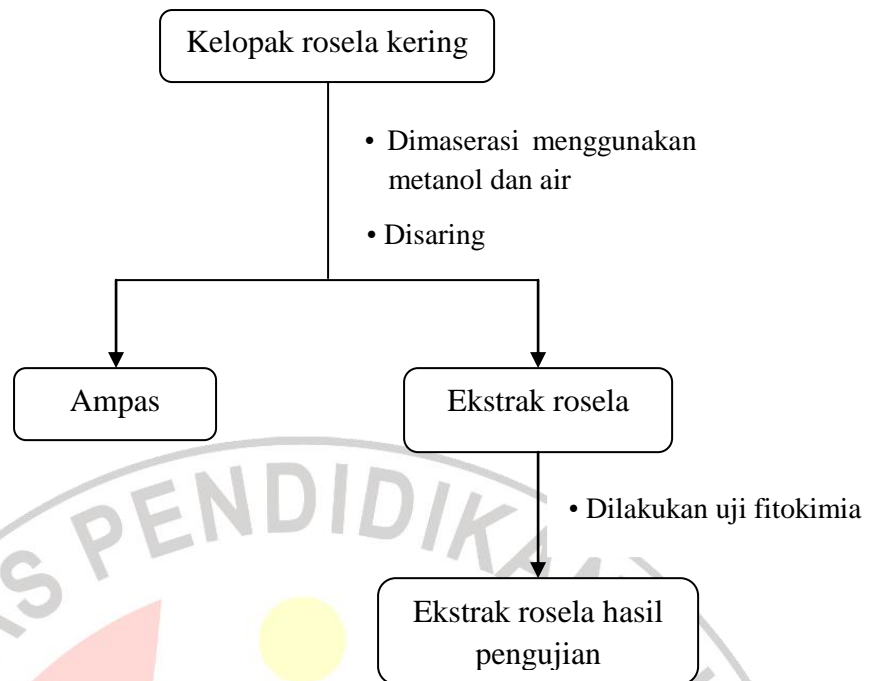 Kelopak rosela kering
• Dimaserasi menggunakan
metanol dan air
• Disaring
Ampas
Ekstrak rosela
• Dilakukan uji fitokimia
Ekstrak rosela hasil
pengujian
S PENDIDIKAN